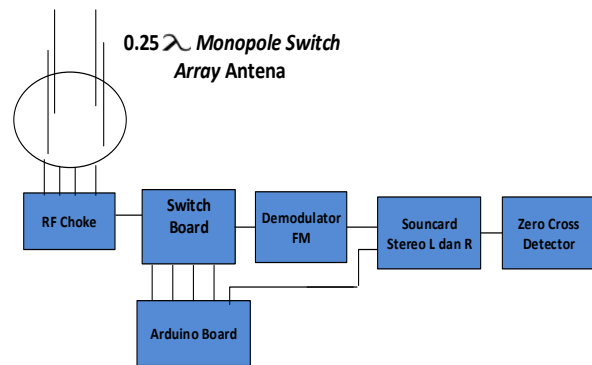 0.25 λ Monopole Switch
Array Antena
RF Choke
Switch
Board
Demodulator
FM
Souncard
Stereo L dan R
Zero Cross
Detector
Arduino Board